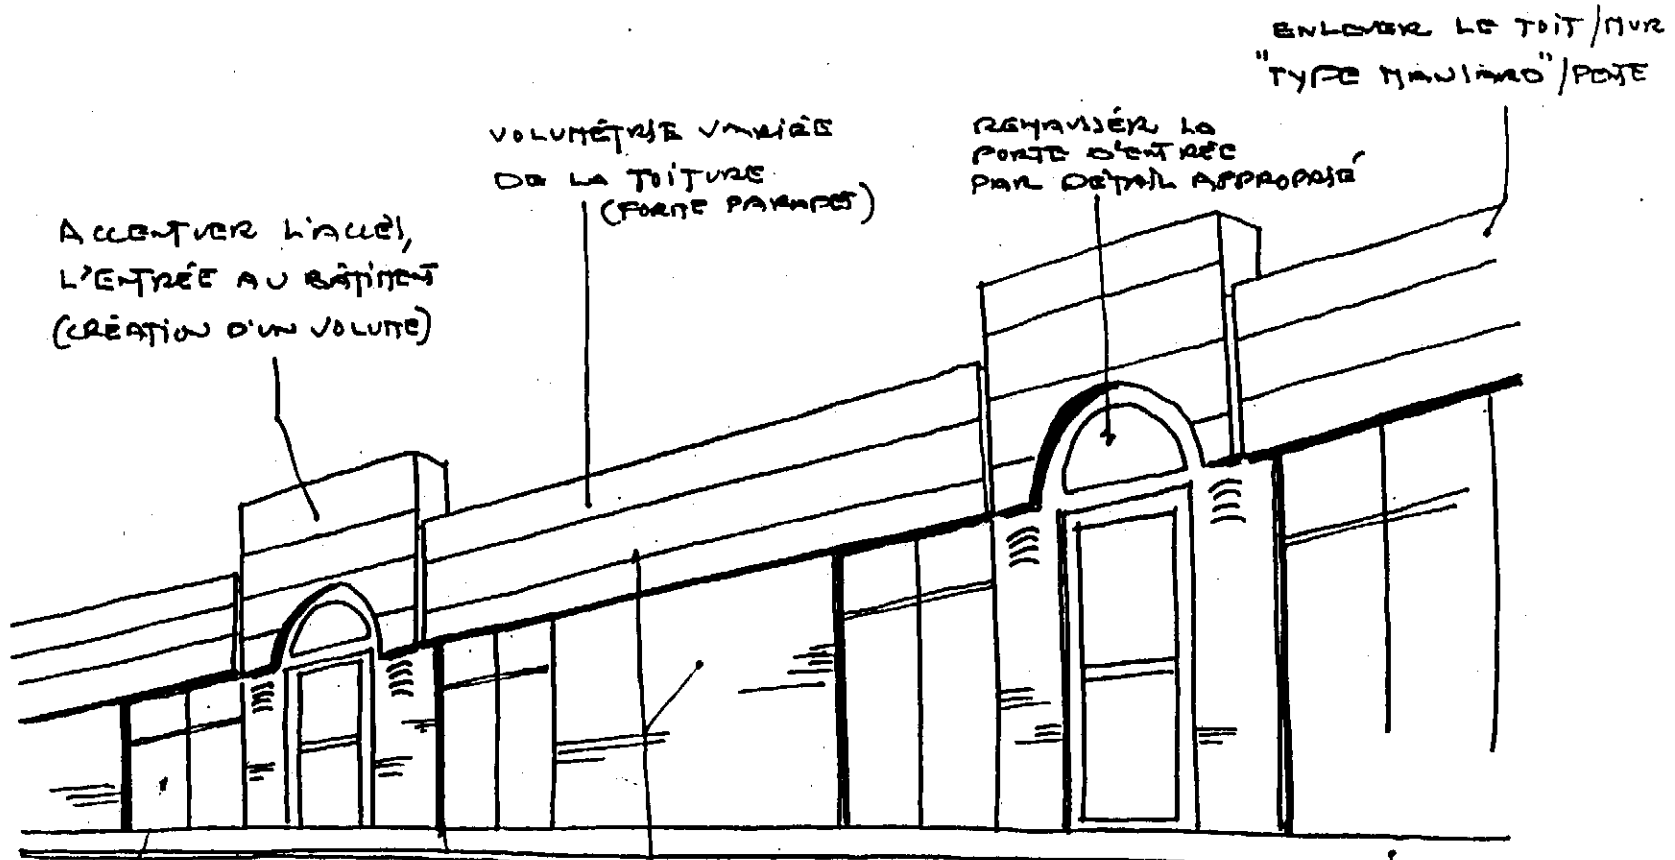 ACCENTUER L'ACCÈS,
L'ENTRÉE AU BÂTIMENT
(CRÉATION D'UN VOLUME)
VOLUMÉTRIE VARIÉE
DE LA TOITURE
(FORME PARAPET)
REHAUSSER LA
PORTE D'ENTRÉE
PAR DÉTAIL APPROPRIÉ
ENLEVER LE TOIT/MUR
"TYPE MANSARD"/PENTE